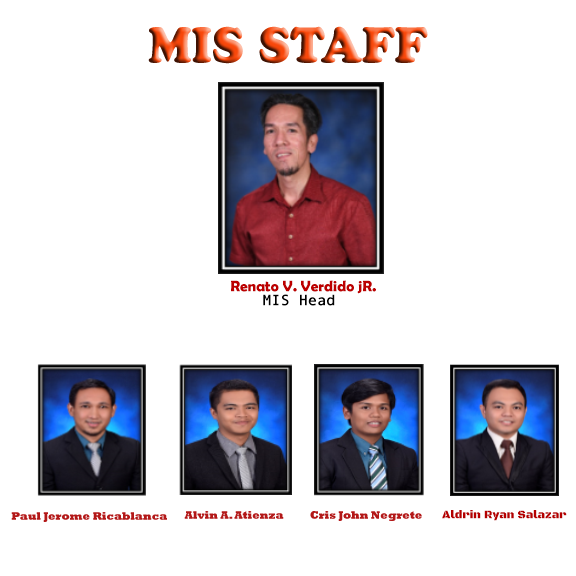 MIS STAFF
Renato V. Verdido jR.
MIS Head
Paul Jerome Ricablanca
Alvin A. Atienza
Cris John Negrete
Aldrin Ryan Salazar